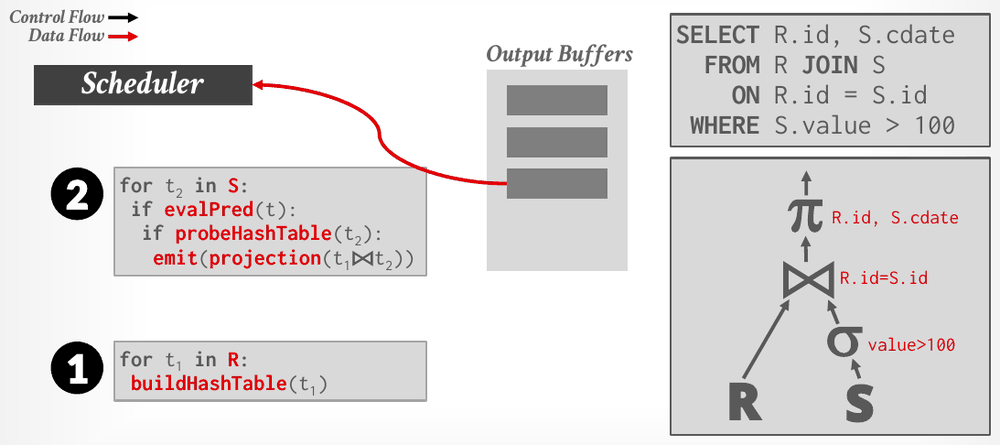 Control Flow
Data Flow
Scheduler
Output Buffers
2
for t₂ in S:
if evalPred(t):
if probeHashTable(t₂):
emit(projection(t₁⋈t₂))
1
for t₁ in R:
buildHashTable(t₁)
SELECT R.id, S.cdate
FROM R JOIN S
ON R.id = S.id
WHERE S.value > 100
π R.id, S.cdate
⋈ R.id=S.id
σ value>100
R S